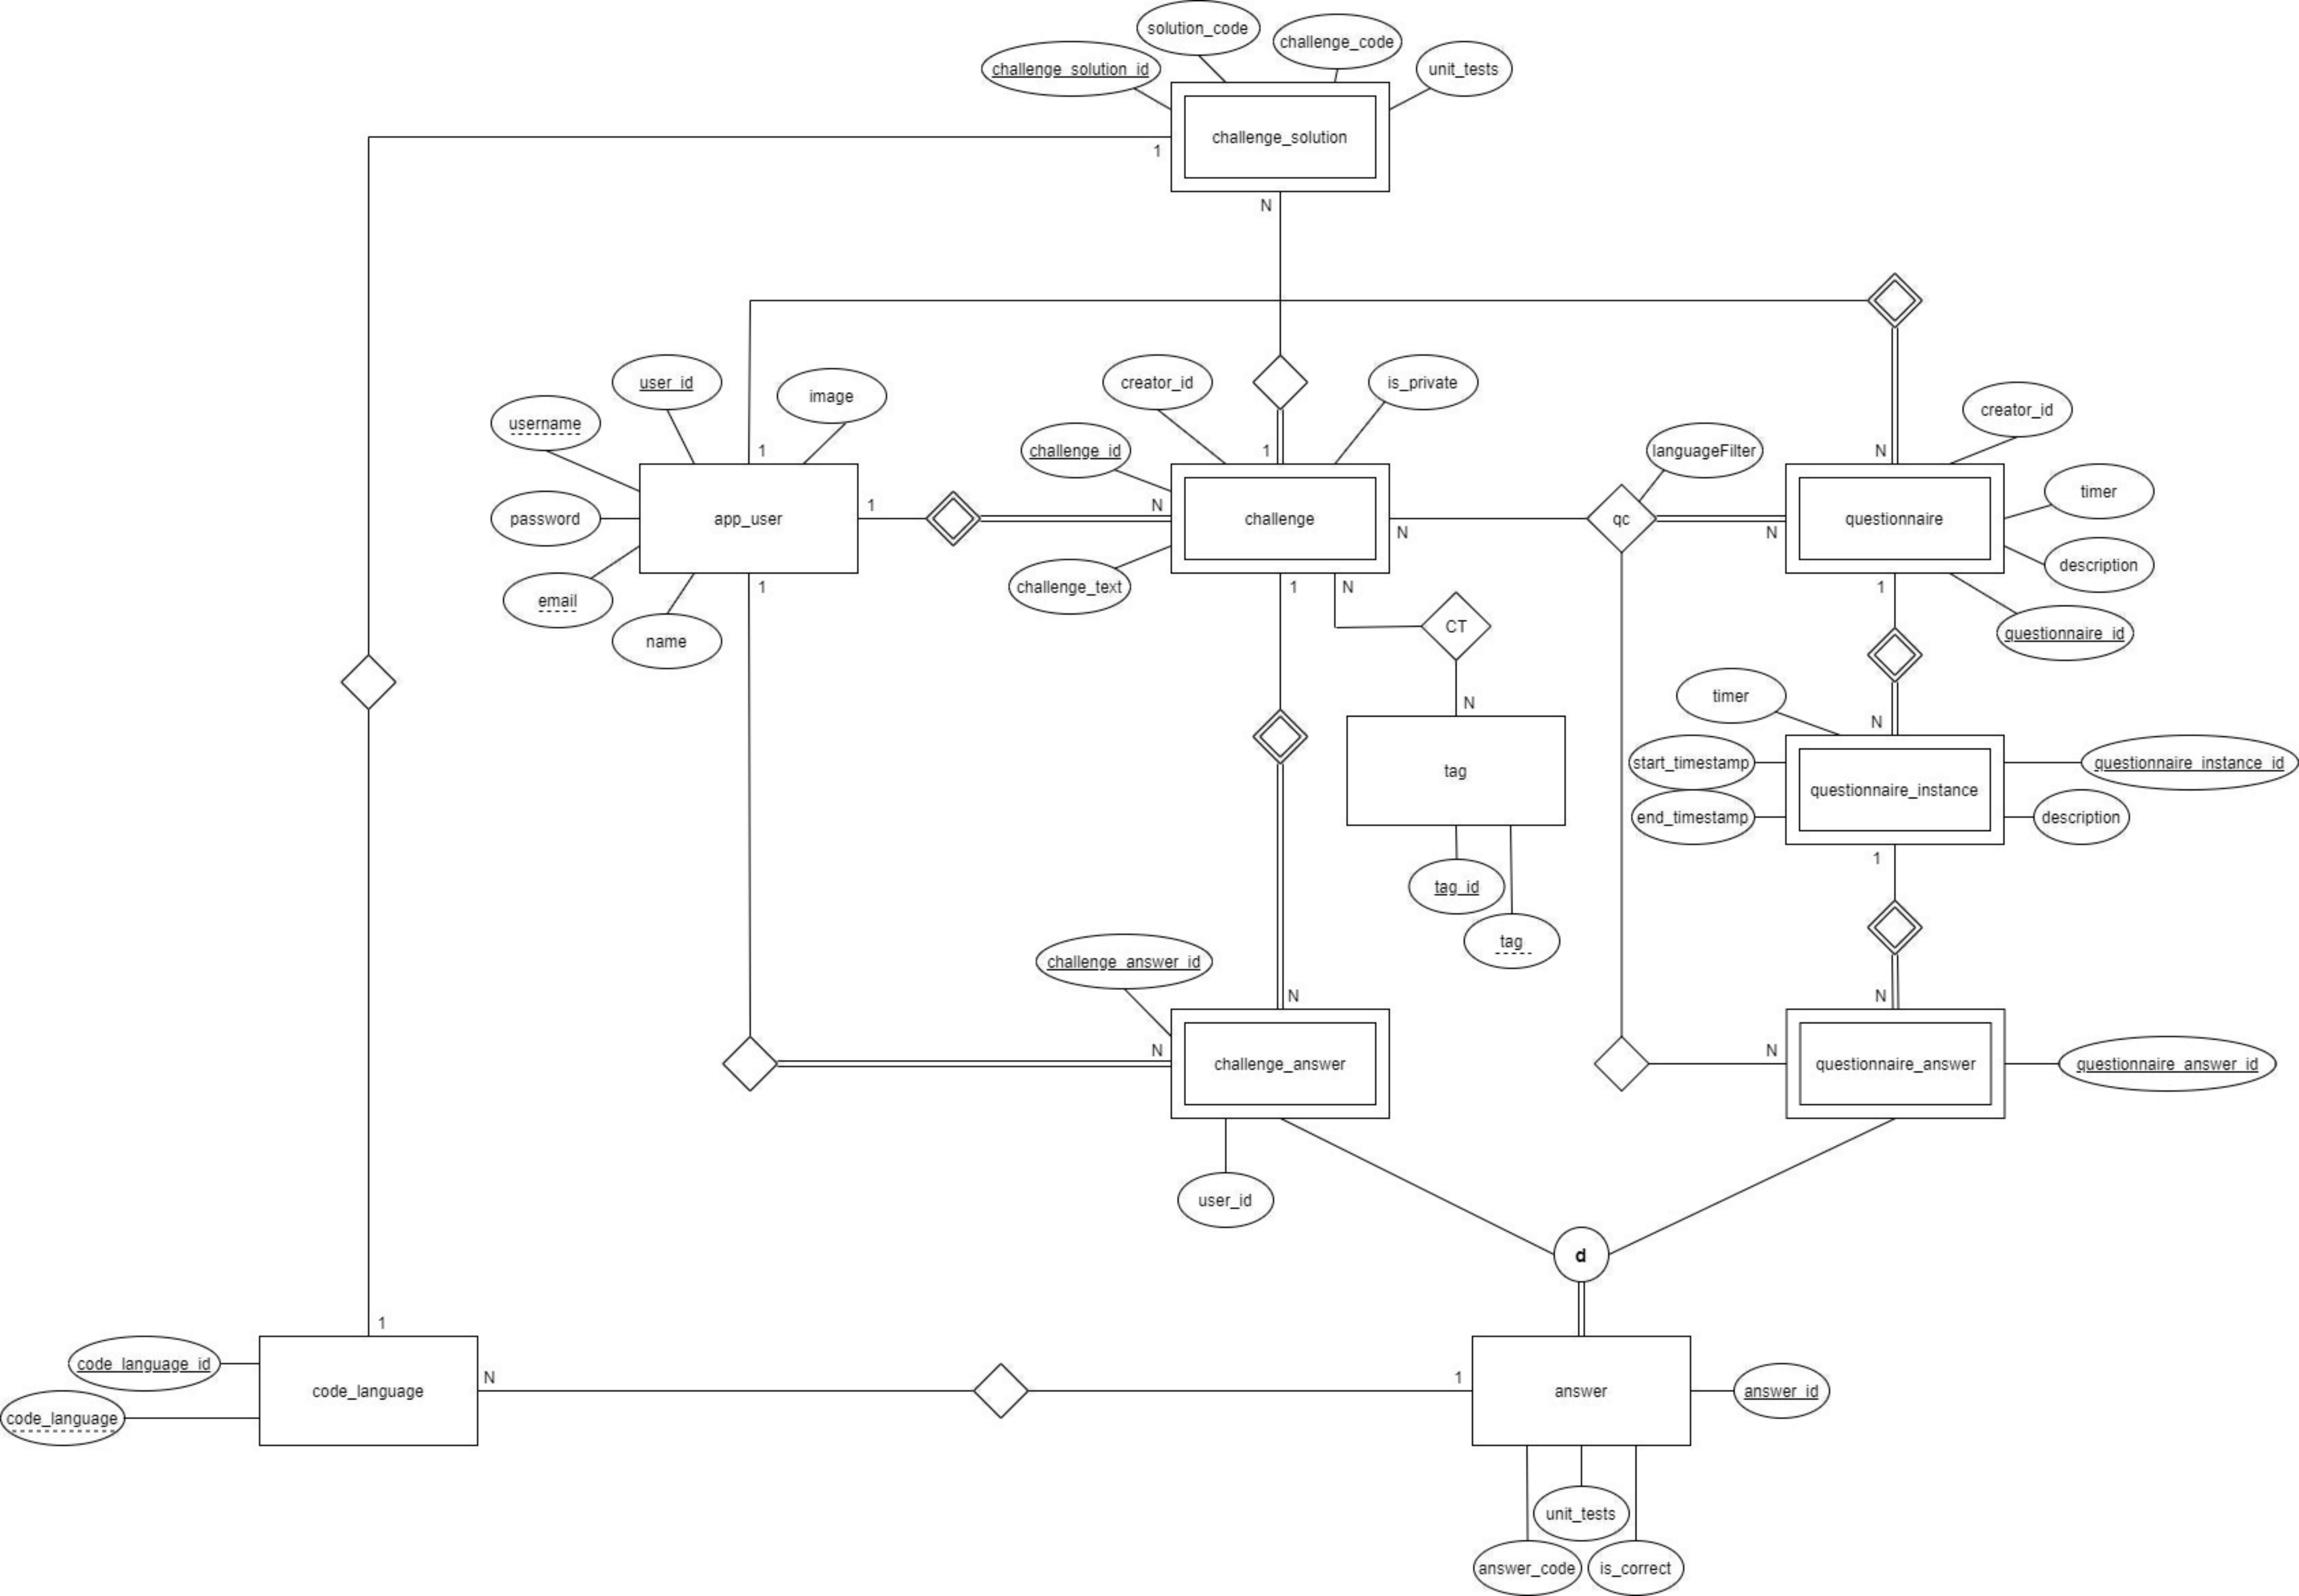 solution_code
challenge_code
challenge_solution_id
unit_tests
challenge_solution
1
N
user_id
image
creator_id
is_private
creator_id
username
challenge_id
languageFilter
1
1
N
timer
password
app_user
1
N
challenge
N
qc
N
questionnaire
description
email
1
challenge_text
1
N
1
name
CT
questionnaire_id
timer
N
N
start_timestamp
tag
questionnaire_instance_id
questionnaire_instance
end_timestamp
description
1
tag_id
tag
challenge_answer_id
N
N
N
N
challenge_answer
questionnaire_answer
questionnaire_answer_id
user_id
d
1
code_language_id
N
1
code_language
answer
answer_id
code_language
unit_tests
answer_code
is_correct